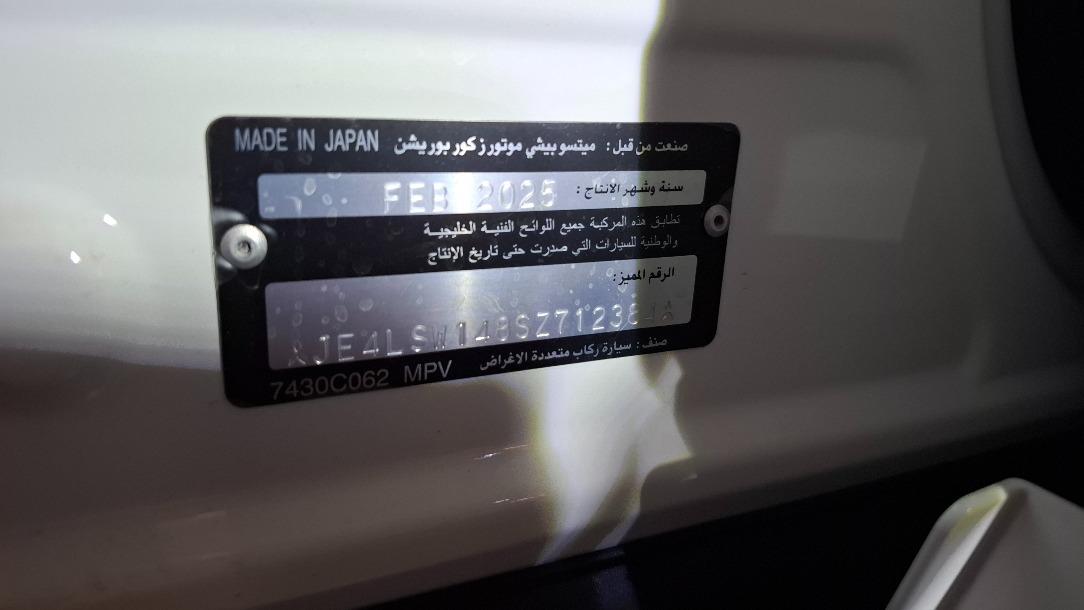 صنعت من قبل: ميتسوبيشي موتورز كوربوريشن MADE IN JAPAN
سنة وشهر الانتاج: FEB 2025
تطابق هذه المركبة جميع اللوائح الفنية الخليجية
والوطنية للسيارات التي صدرت حتى تاريخ الإنتاج
الرقم المميز:
صنف: سيارة ركاب متعددة الاغراض MPV 7430C062